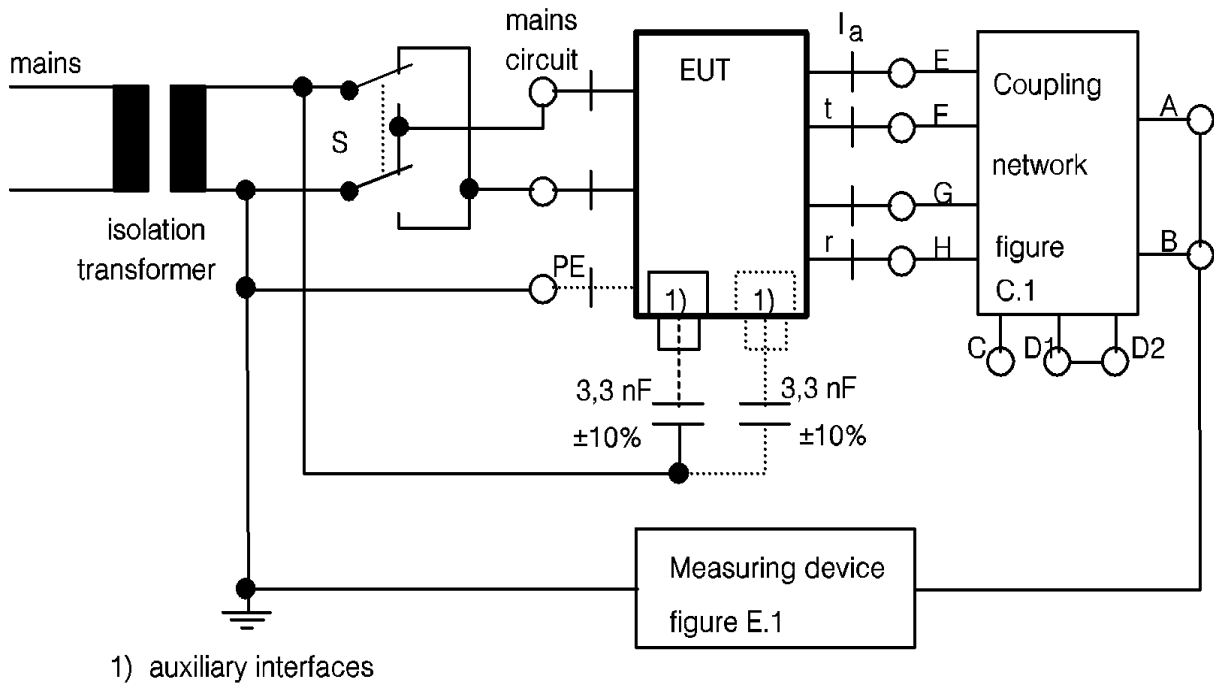 mains
isolation
transformer
S
mains
circuit
PE
EUT
1)
1)
3,3 nF
±10%
3,3 nF
±10%
Ia
t
r
E
F
G
H
Coupling
network
figure
C.1
A
B
C
D1
D2
Measuring device
figure E.1
1) auxiliary interfaces